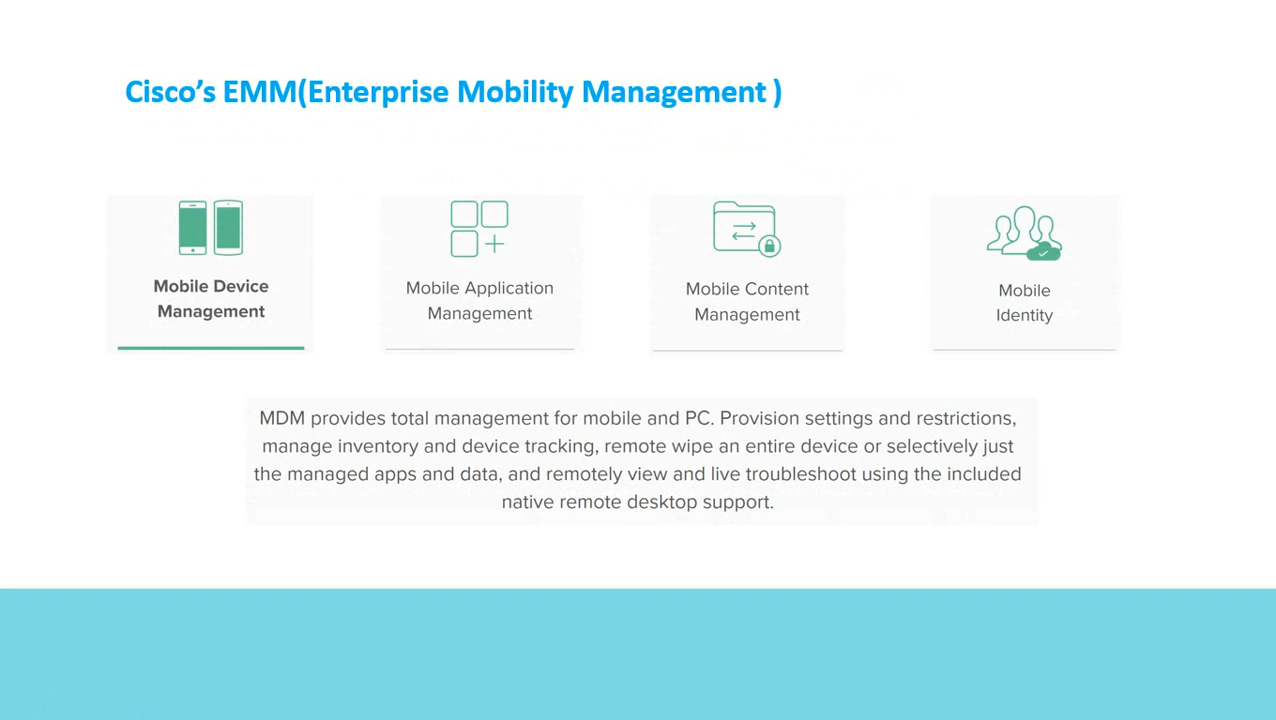 Cisco's EMM(Enterprise Mobility Management )
Mobile Device
Management
Mobile Application
Management
Mobile Content
Management
Mobile
Identity
MDM provides total management for mobile and PC. Provision settings and restrictions,
manage inventory and device tracking, remote wipe an entire device or selectively just
the managed apps and data, and remotely view and live troubleshoot using the included
native remote desktop support.